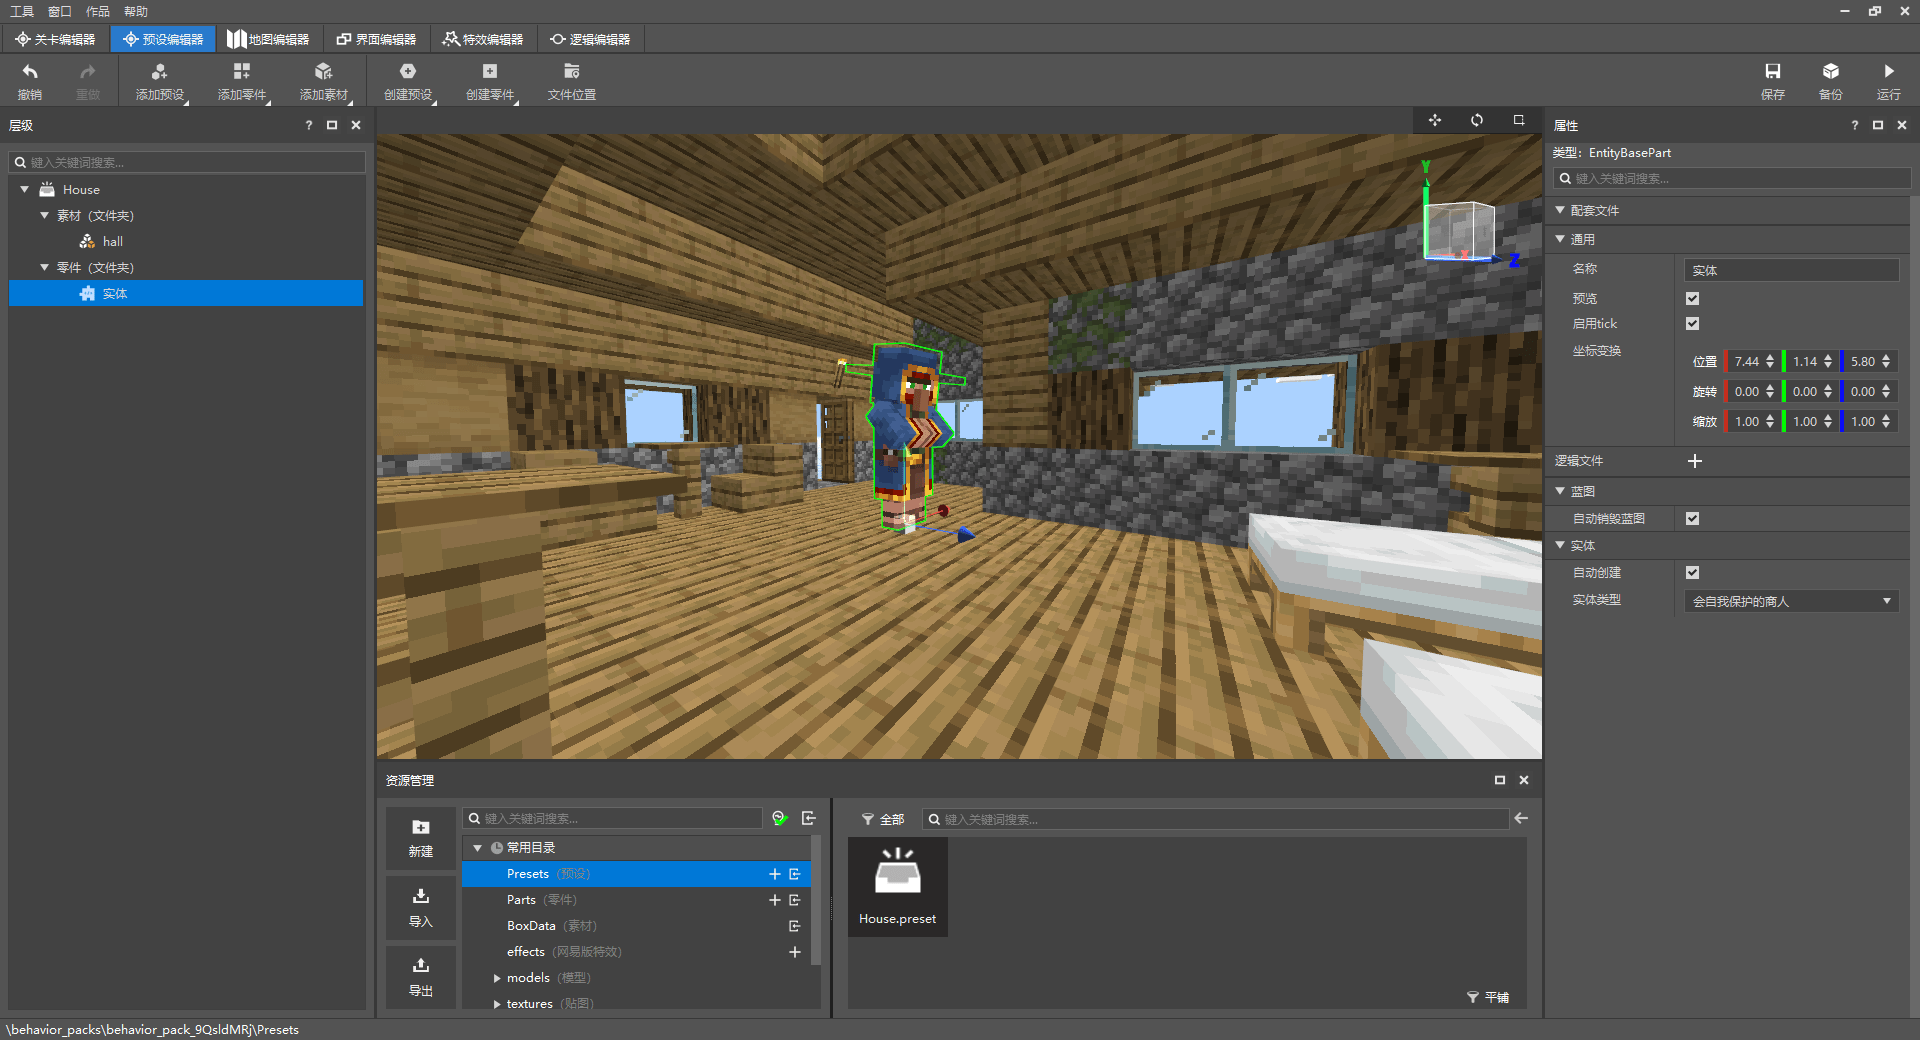 工具 窗口 作品 帮助
关卡编辑器 预设编辑器 地图编辑器 界面编辑器 特效编辑器 逻辑编辑器
撤销 重做 添加预设 添加零件 添加素材 创建预设 创建零件 文件位置 保存 备份 运行
层级 ?
键入关键词搜索...
House
素材 (文件夹)
hall
零件 (文件夹)
实体
Y
X
Z
属性 ?
类型: EntityBasePart
键入关键词搜索...
配套文件
通用
名称 实体
预览
启用tick
坐标变换
位置 7.44 1.14 5.80
旋转 0.00 0.00 0.00
缩放 1.00 1.00 1.00
逻辑文件
蓝图
自动销毁蓝图
实体
自动创建
实体类型 会自我保护的商人
资源管理
新建
导入
导出
键入关键词搜索...
常用目录
Presets (预设)
Parts (零件)
BoxData (素材)
effects (网易版特效)
models (模型)
textures (贴图)
全部 键入关键词搜索...
House.preset
平铺
\behavior_packs\behavior_pack_9QsldMRj\Presets